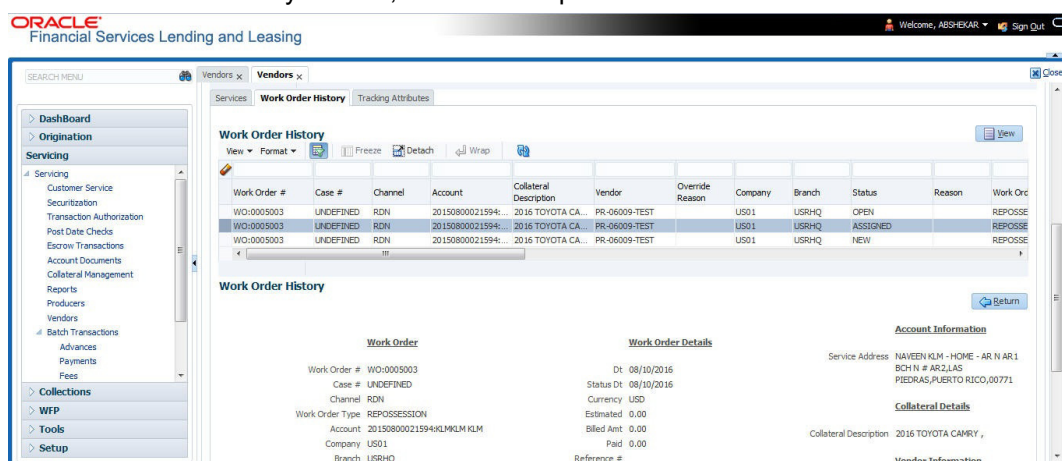 ORACLE
Financial Services Lending and Leasing
Welcome, ABSHEKAR
Sign Out
SEARCH MENU
Vendors x
Vendors x
Close
Services
Work Order History
Tracking Attributes
DashBoard
Origination
Servicing
Servicing
Customer Service
Securitization
Transaction Authorization
Post Date Checks
Escrow Transactions
Account Documents
Collateral Management
Reports
Producers
Vendors
Batch Transactions
Advances
Payments
Fees
Collections
WFP
Tools
Setup
Work Order History
View
View Format Freeze Detach Wrap
Work Order # Case # Channel Account Collateral Description Vendor Override Reason Company Branch Status Reason Work Ord
WO:0005003 UNDEFINED RDN 20150800021594:... 2016 TOYOTA CA... PR-06009-TEST US01 USRHQ OPEN REPOSSE
WO:0005003 UNDEFINED RDN 20150800021594:... 2016 TOYOTA CA... PR-06009-TEST US01 USRHQ ASSIGNED REPOSSE
WO:0005003 UNDEFINED RDN 20150800021594:... 2016 TOYOTA CA... PR-06009-TEST US01 USRHQ NEW REPOSSE
Work Order History
Return
Work Order
Work Order # WO:0005003
Case # UNDEFINED
Channel RDN
Work Order Type REPOSSESSION
Account 20150800021594:KLMKLM KLM
Company US01
Branch USRHQ
Work Order Details
Dt 08/10/2016
Status Dt 08/10/2016
Currency USD
Estimated 0.00
Billed Amt 0.00
Paid 0.00
Reference #
Account Information
Service Address NAVEEN KLM - HOME - AR N AR1
BCH N # AR2,LAS
PIEDRAS,PUERTO RICO,00771
Collateral Details
Collateral Description 2016 TOYOTA CAMRY ,
Vendor Information